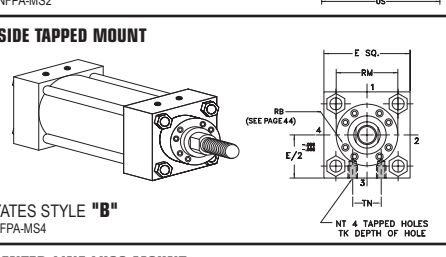 NFPA-MS2
US
SIDE TAPPED MOUNT
E SQ.
RM
1
RB
(SEE PAGE 44)
4
2
E/2
3
TN
YATES STYLE "B"
NFPA-MS4
NT 4 TAPPED HOLES
TK DEPTH OF HOLE